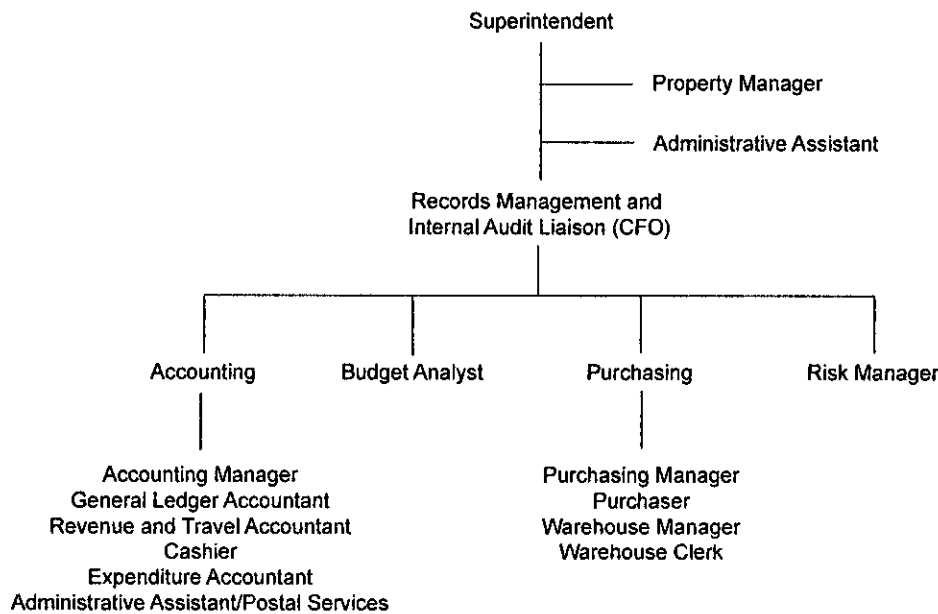 Superintendent
Property Manager
Administrative Assistant
Records Management and
Internal Audit Liaison (CFO)
Accounting
Budget Analyst
Purchasing
Risk Manager
Accounting Manager
General Ledger Accountant
Revenue and Travel Accountant
Cashier
Expenditure Accountant
Administrative Assistant/Postal Services
Purchasing Manager
Purchaser
Warehouse Manager
Warehouse Clerk